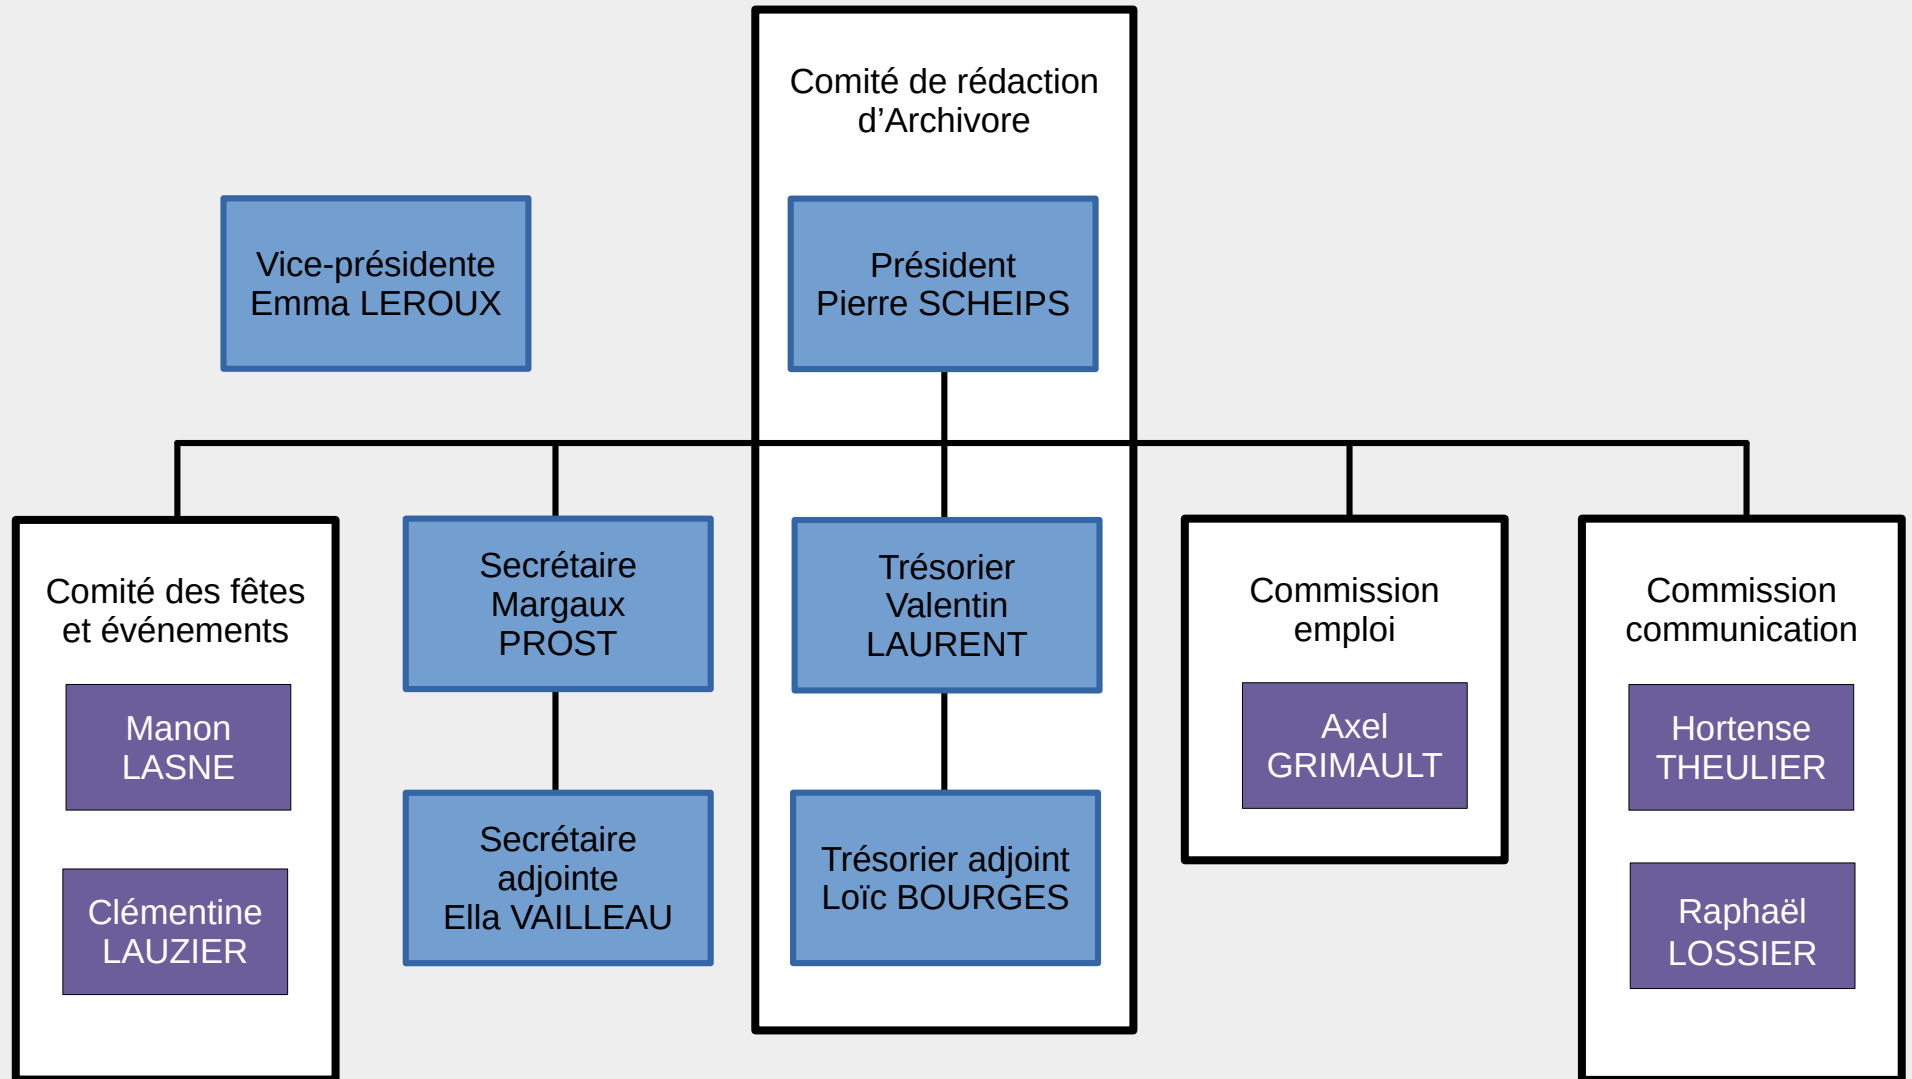 Comité de rédaction
d’Archivore
Vice-présidente
Emma LEROUX
Président
Pierre SCHEIPS
Comité des fêtes
et événements
Manon
LASNE
Clémentine
LAUZIER
Secrétaire
Margaux
PROST
Secrétaire
adjointe
Ella VAILLEAU
Trésorier
Valentin
LAURENT
Trésorier adjoint
Loïc BOURGES
Commission
emploi
Axel
GRIMAULT
Commission
communication
Hortense
THEULIER
Raphaël
LOSSIER